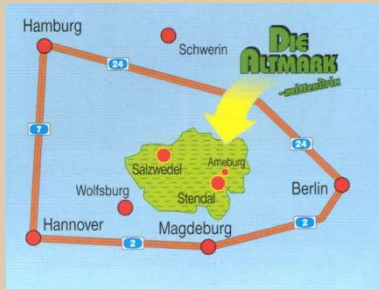 Hamburg
Schwerin
DIE
ALTMARK
-mittendrin
24
7
24
Salzwedel
Arneburg
Wolfsburg
Stendal
Berlin
Hannover
Magdeburg
2
2